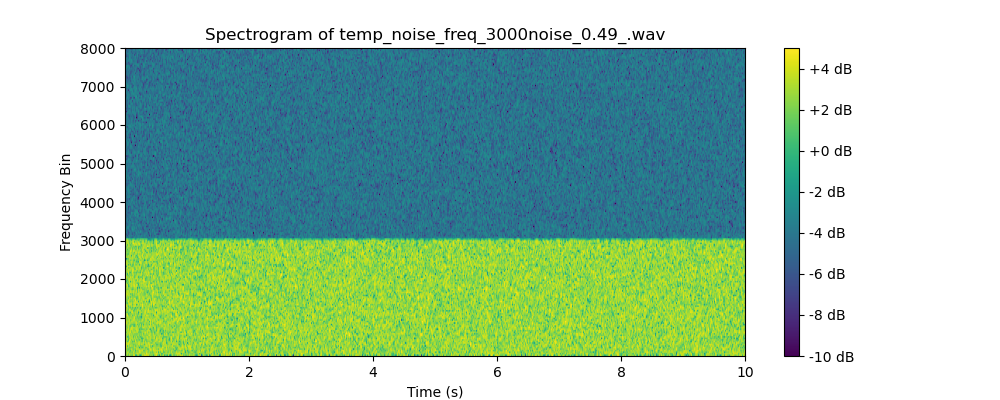 Spectrogram of temp_noise_freq_3000noise_0.49_.wav
8000
7000
6000
5000
4000
3000
2000
1000
0
Frequency Bin
0 2 4 6 8 10
Time (s)
+4 dB
+2 dB
+0 dB
-2 dB
-4 dB
-6 dB
-8 dB
-10 dB